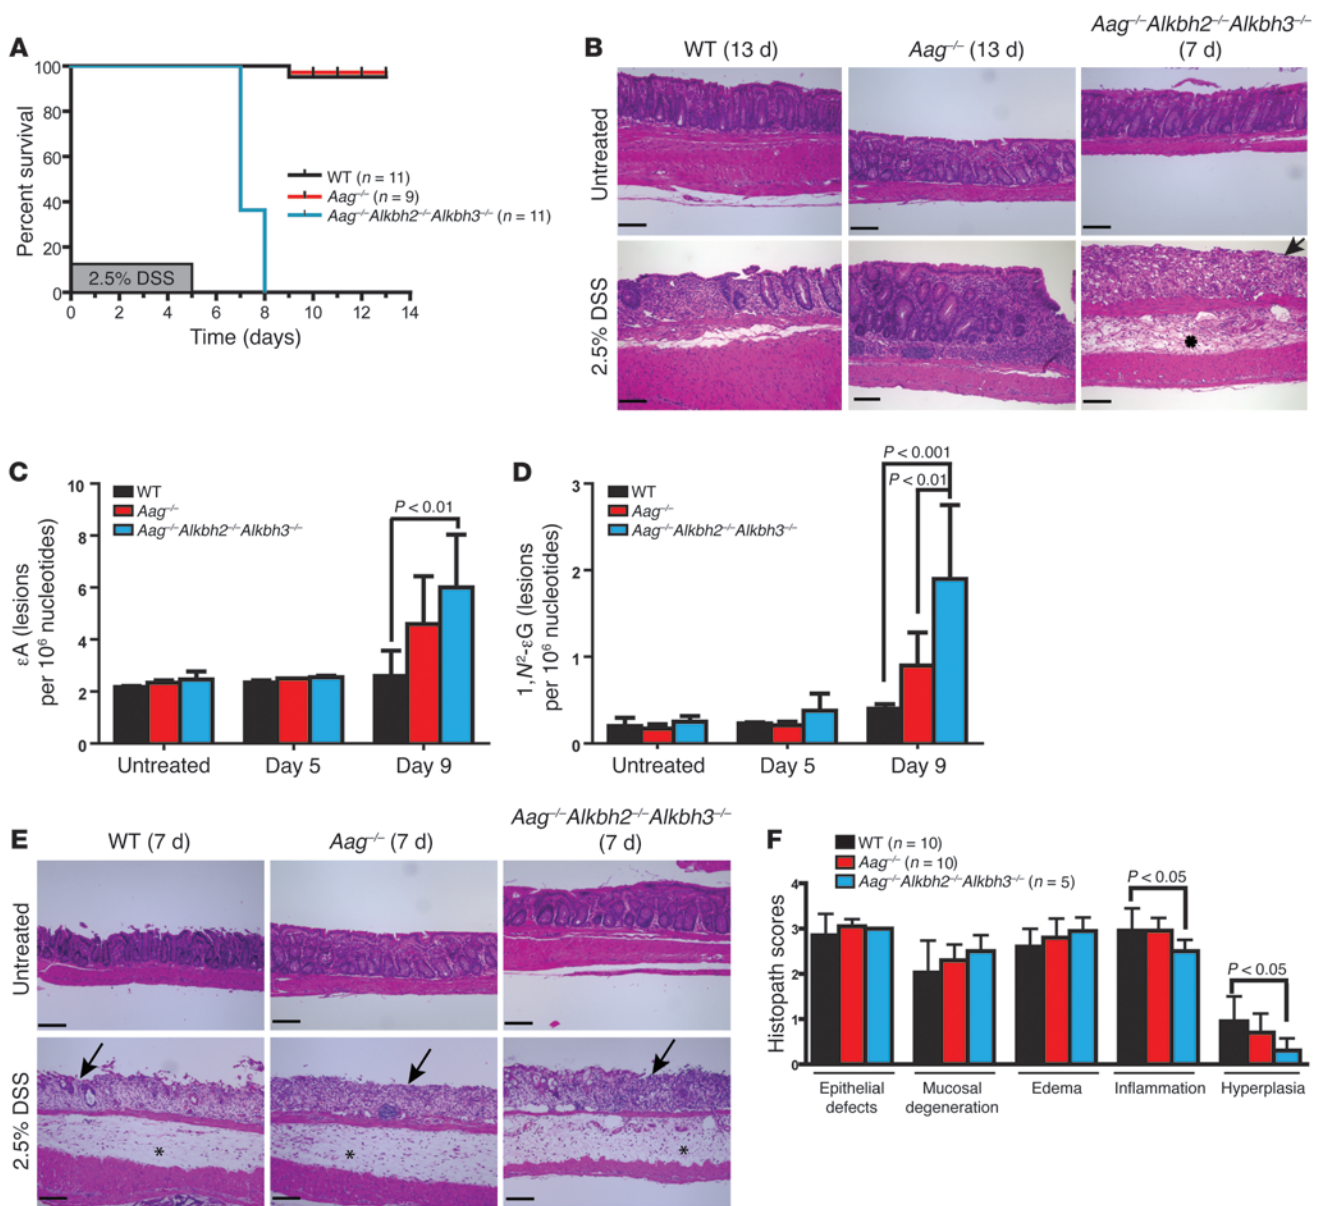 A
Percent survival
100
80
60
40
20
0
WT (n = 11)
Aag⁻/⁻ (n = 9)
Aag⁻/⁻Alkbh2⁻/⁻Alkbh3⁻/⁻ (n = 11)
2.5% DSS
0 2 4 6 8 10 12 14
Time (days)
B
WT (13 d)
Aag⁻/⁻ (13 d)
Aag⁻/⁻Alkbh2⁻/⁻Alkbh3⁻/⁻
(7 d)
Untreated
2.5% DSS
C
εA (lesions
per 10⁶ nucleotides)
10
8
6
4
2
0
WT
Aag⁻/⁻
Aag⁻/⁻Alkbh2⁻/⁻Alkbh3⁻/⁻
P < 0.01
Untreated Day 5 Day 9
D
1,N²-εG (lesions
per 10⁶ nucleotides)
3
2
1
0
WT
Aag⁻/⁻
Aag⁻/⁻Alkbh2⁻/⁻Alkbh3⁻/⁻
P < 0.001
P < 0.01
Untreated Day 5 Day 9
E
WT (7 d)
Aag⁻/⁻ (7 d)
Aag⁻/⁻Alkbh2⁻/⁻Alkbh3⁻/⁻
(7 d)
Untreated
2.5% DSS
*
*
*
F
WT (n = 10)
Aag⁻/⁻ (n = 10)
Aag⁻/⁻Alkbh2⁻/⁻Alkbh3⁻/⁻ (n = 5)
Histopath scores
4
3
2
1
0
P < 0.05
P < 0.05
Epithelial
defects
Mucosal
degeneration
Edema
Inflammation
Hyperplasia